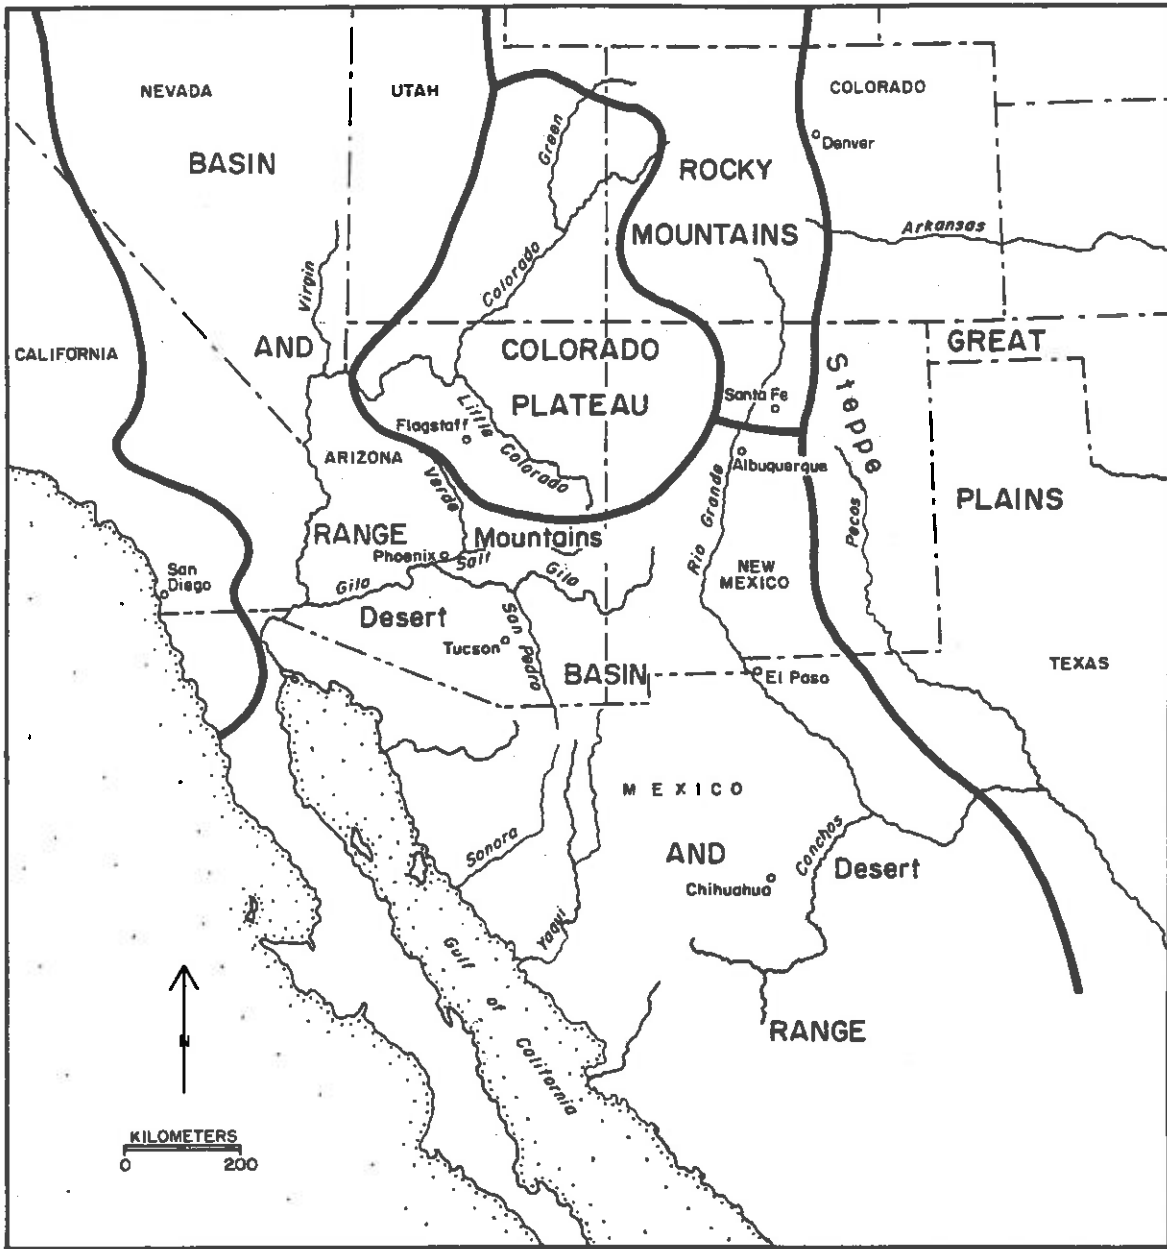 NEVADA
UTAH
COLORADO
BASIN
Green
ROCKY
Denver
MOUNTAINS
Arkansas
Virgin
Colorado
CALIFORNIA
AND
COLORADO
GREAT
Steppe
PLATEAU
Santa Fe
Little Colorado
Flagstaff
ARIZONA
Albuquerque
Verde
Rio Grande
Pecos
PLAINS
RANGE
Mountains
Phoenix
Salt
San
Diego
Gila
Gila
NEW
MEXICO
Desert
Tucson
San Pedro
BASIN
El Paso
TEXAS
MEXICO
Sonora
AND
Conchos
Desert
Chihuahua
Yaqui
Gulf
of
California
RANGE
N
KILOMETERS
0 200